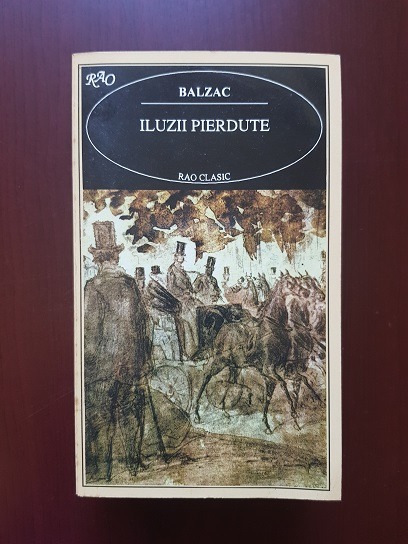 RAO
BALZAC
ILUZII PIERDUTE
RAO CLASIC